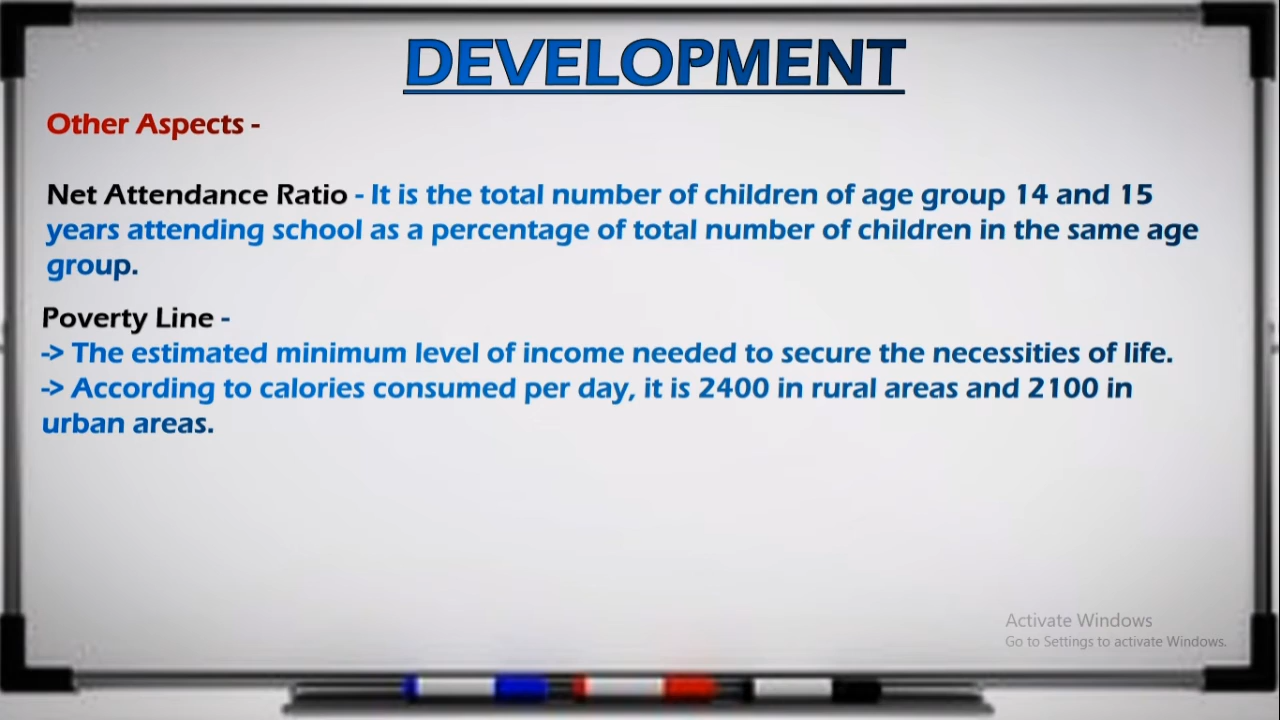 DEVELOPMENT
Other Aspects -
Net Attendance Ratio - It is the total number of children of age group 14 and 15
years attending school as a percentage of total number of children in the same age
group.
Poverty Line -
-> The estimated minimum level of income needed to secure the necessities of life.
-> According to calories consumed per day, it is 2400 in rural areas and 2100 in
urban areas.
Activate Windows
Go to Settings to activate Windows.